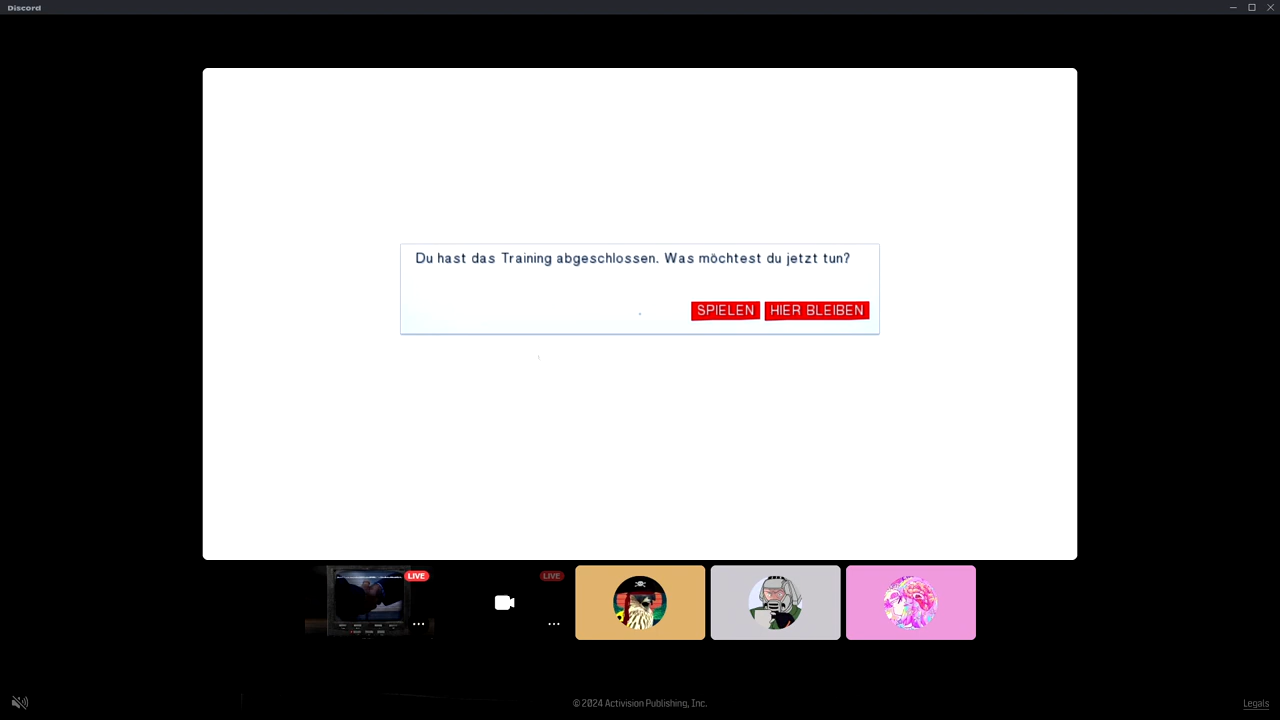 Discord
Du hast das Training abgeschlossen. Was möchtest du jetzt tun?
SPIELEN HIER BLEIBEN
LIVE LIVE
© 2024 Activision Publishing, Inc. Legals